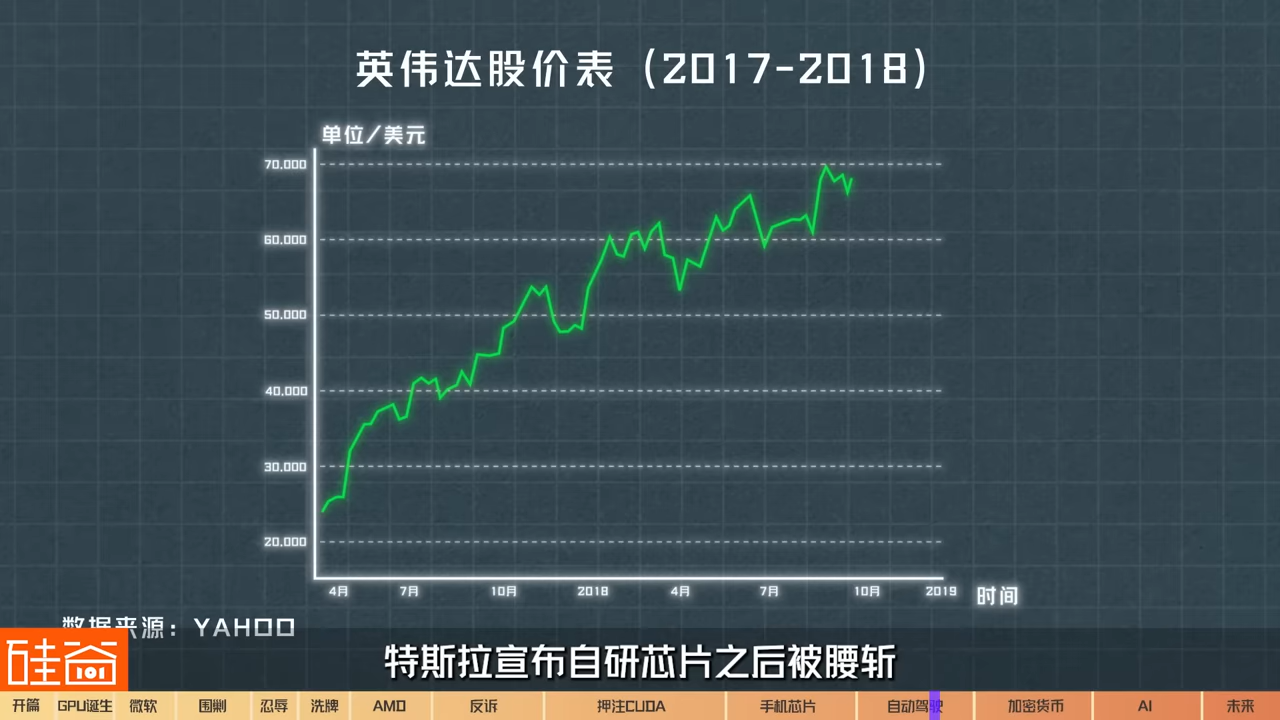 英伟达股价表（2017-2018）
单位/美元
70.000
60.000
50.000
40.000
30.000
20.000
4月 7月 10月 2018 4月 7月 10月 2019 时间
数据来源：YAHOO
硅谷101
特斯拉宣布自研芯片之后被腰斩
开篇 GPU诞生 微软 围剿 忍辱 洗牌 AMD 反诉 押注CUDA 手机芯片 自动驾驶 加密货币 AI 未来